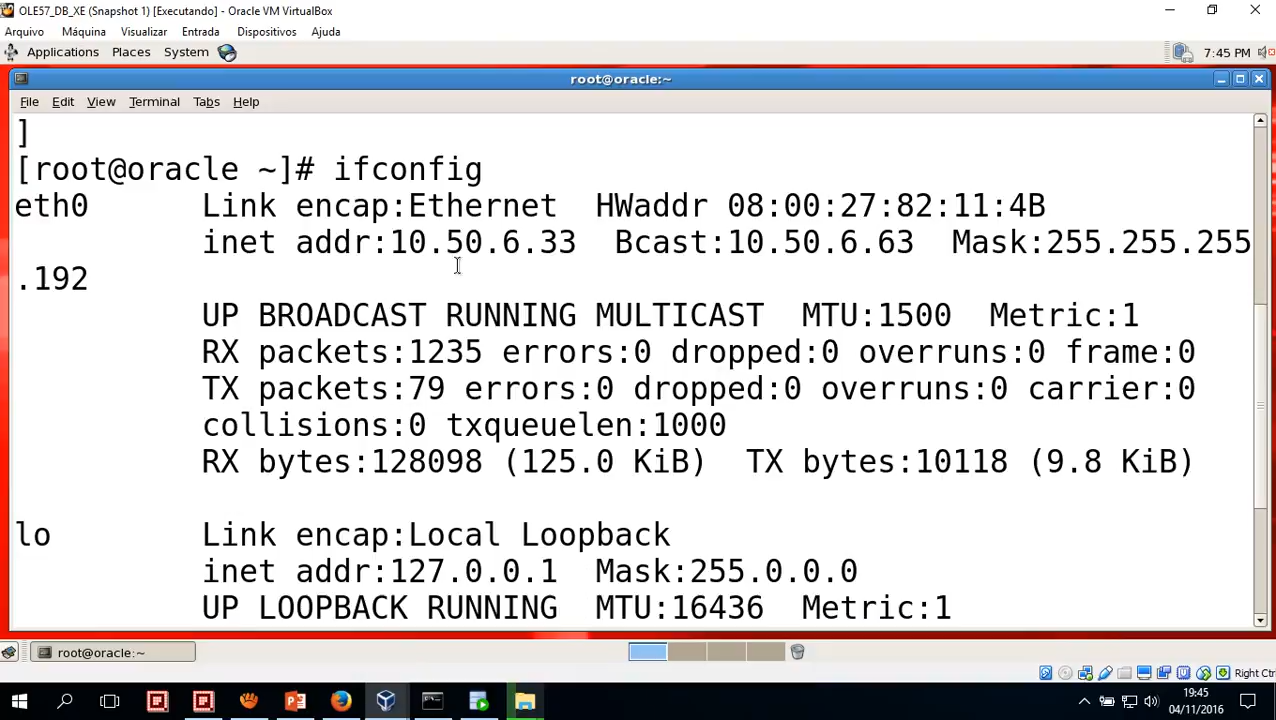 OLE57_DB_XE (Snapshot 1) [Executando] - Oracle VM VirtualBox
Arquivo Máquina Visualizar Entrada Dispositivos Ajuda
Applications Places System 7:45 PM
root@oracle:~
File Edit View Terminal Tabs Help
]
[root@oracle ~]# ifconfig
eth0 Link encap:Ethernet HWaddr 08:00:27:82:11:4B
inet addr:10.50.6.33 Bcast:10.50.6.63 Mask:255.255.255
.192
UP BROADCAST RUNNING MULTICAST MTU:1500 Metric:1
RX packets:1235 errors:0 dropped:0 overruns:0 frame:0
TX packets:79 errors:0 dropped:0 overruns:0 carrier:0
collisions:0 txqueuelen:1000
RX bytes:128098 (125.0 KiB) TX bytes:10118 (9.8 KiB)
lo Link encap:Local Loopback
inet addr:127.0.0.1 Mask:255.0.0.0
UP LOOPBACK RUNNING MTU:16436 Metric:1
root@oracle:~
Right Ctr
19:45
04/11/2016